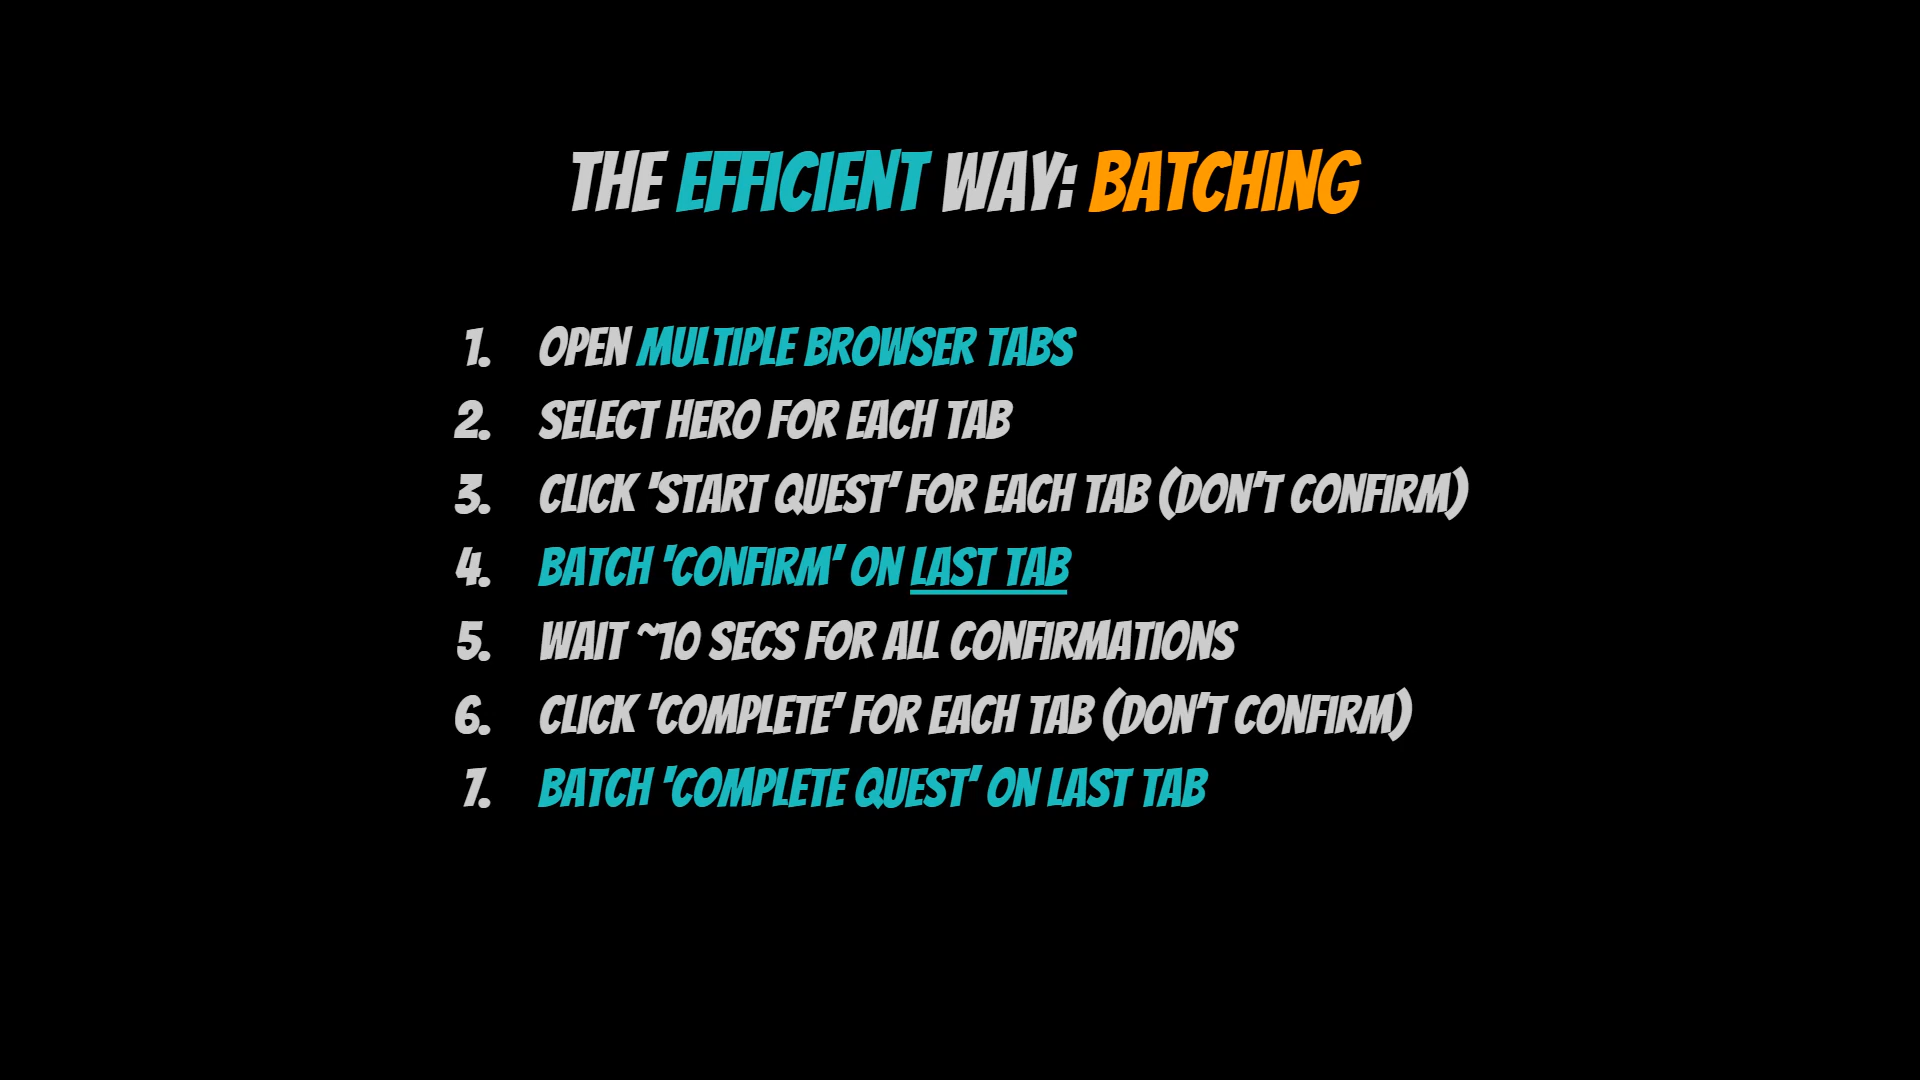 THE EFFICIENT WAY: BATCHING
1. OPEN MULTIPLE BROWSER TABS
2. SELECT HERO FOR EACH TAB
3. CLICK 'START QUEST' FOR EACH TAB (DON'T CONFIRM)
4. BATCH 'CONFIRM' ON LAST TAB
5. WAIT ~10 SECS FOR ALL CONFIRMATIONS
6. CLICK 'COMPLETE' FOR EACH TAB (DON'T CONFIRM)
7. BATCH 'COMPLETE QUEST' ON LAST TAB